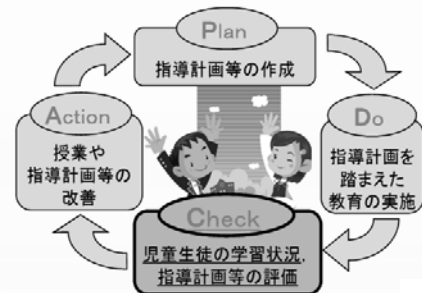 Plan
指導計画等の作成
Do
指導計画を
踏まえた
教育の実施
Check
児童生徒の学習状況,
指導計画等の評価
Action
授業や
指導計画等の
改善